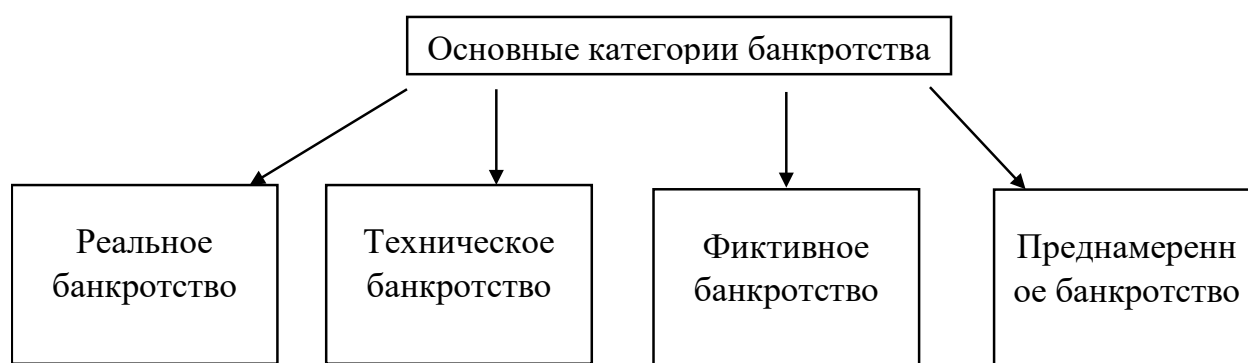 Основные категории банкротства
Реальное
банкротство
Техническое
банкротство
Фиктивное
банкротство
Преднамеренн
ое банкротство